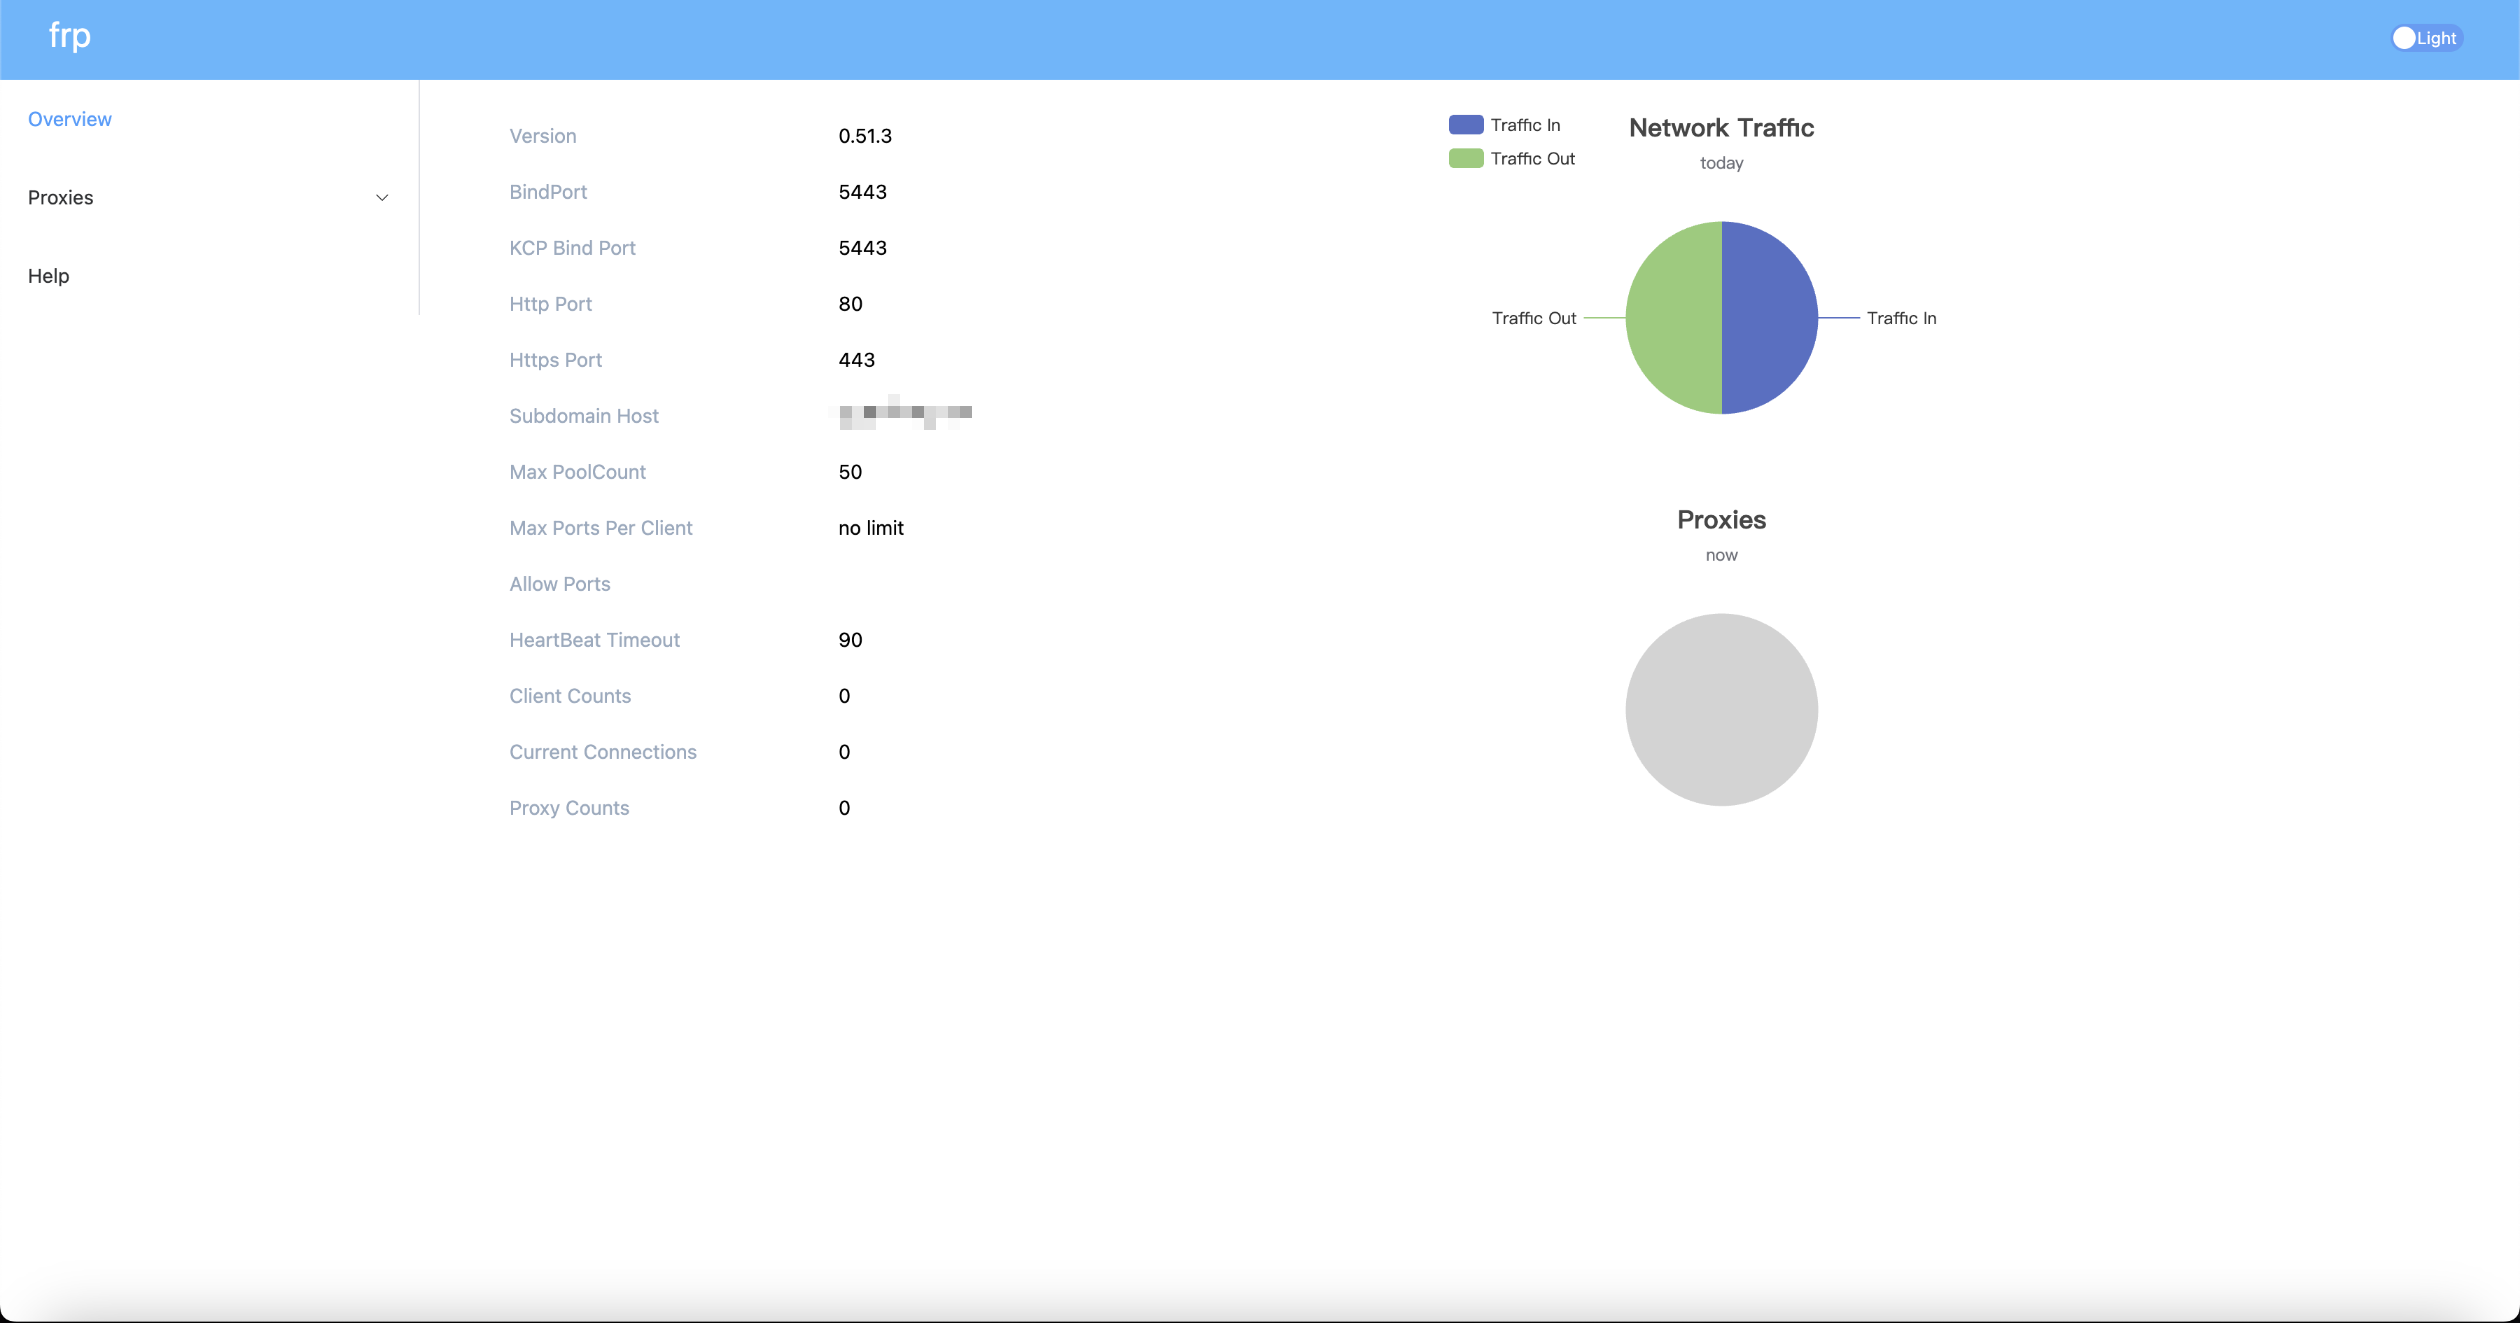 frp
Light
Overview
Proxies
Help
Version 0.51.3
BindPort 5443
KCP Bind Port 5443
Http Port 80
Https Port 443
Subdomain Host
Max PoolCount 50
Max Ports Per Client no limit
Allow Ports
HeartBeat Timeout 90
Client Counts 0
Current Connections 0
Proxy Counts 0
Traffic In
Traffic Out
Network Traffic
today
Traffic Out
Traffic In
Proxies
now